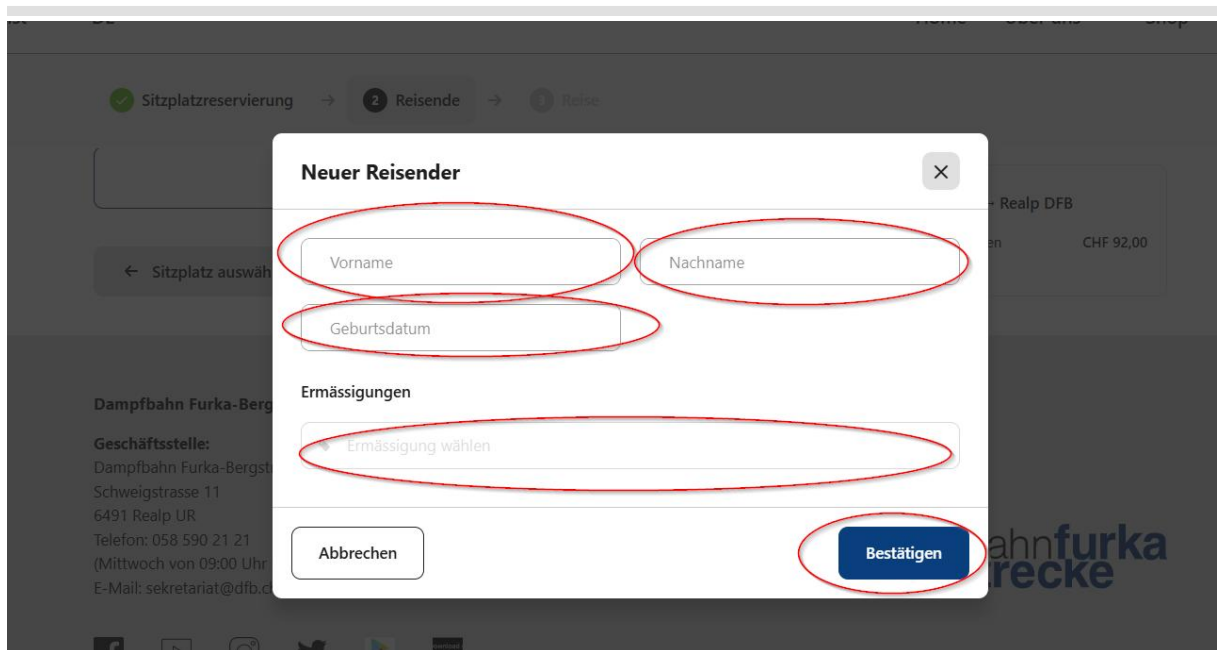 Sitzplatzreservierung → 2 Reisende → 3 Reise
Neuer Reisender
Realp DFB
CHF 92,00
Vorname
Nachname
← Sitzplatz auswäh
Geburtsdatum
Ermässigungen
Ermässigung wählen
Abbrechen
Bestätigen
Dampfbahn Furka-Berg
Geschäftsstelle:
Dampfbahn Furka-Bergst
Schweigstrasse 11
6491 Realp UR
Telefon: 058 590 21 21
(Mittwoch von 09:00 Uhr
E-Mail: sekretariat@dfb.c
ahnfurka
recke